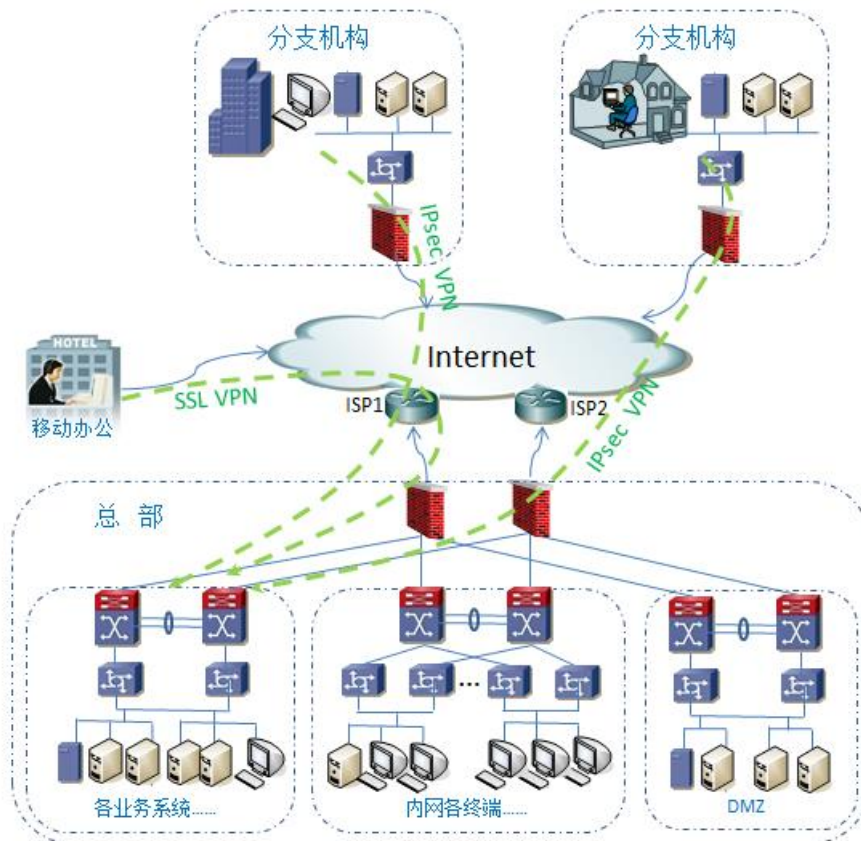 分支机构
分支机构
IPsec VPN
HOTEL
Internet
SSL VPN
ISP1
ISP2
IPsec VPN
移动办公
总 部
...
各业务系统......
内网各终端......
DMZ